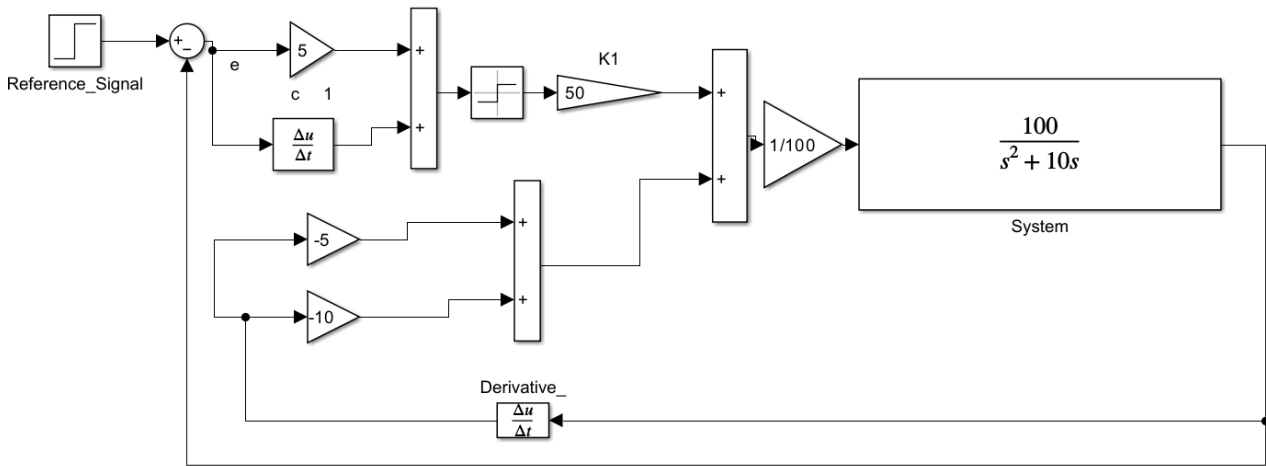 Reference_Signal
+
-
e
5
c 1
Δu
Δt
+
+
K1
50
+
+
1/100
100
s² + 10s
System
-5
-10
+
+
Derivative_
Δu
Δt